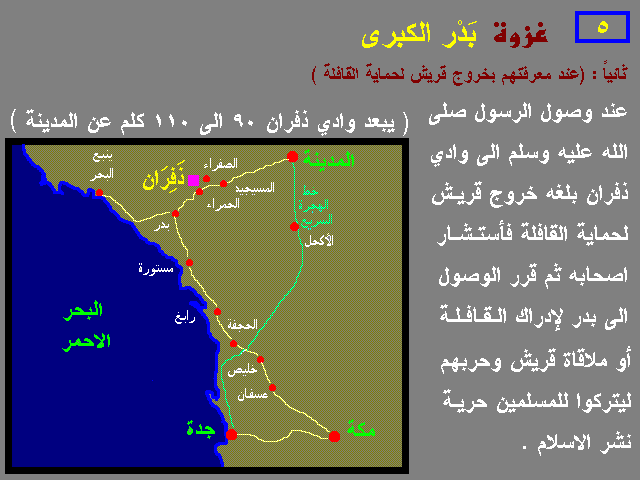 ٥
غزوة بَدْر الكبرى
ثانياً : (عند معرفتهم بخروج قريش لحماية القافلة )
عند وصول الرسول صلى
الله عليه وسلم الى وادي
ذفران بلغه خروج قريش
لحماية القافلة فأستشار
اصحابه ثم قرر الوصول
الى بدر لإدراك القافلة
أو ملاقاة قريش وحربهم
ليتركوا للمسلمين حرية
نشر الاسلام .
( يبعد وادي ذفران ٩٠ الى ١١٠ كلم عن المدينة )
المدينة
ينبع
البحر
الصفراء
ذَفِرَان
المسيجيد
الحمراء
خط
الهجرة
السريع
بدر
الأكحل
مستورة
البحر
الاحمر
رابغ
الجحفة
خليص
عسفان
جدة
مكة